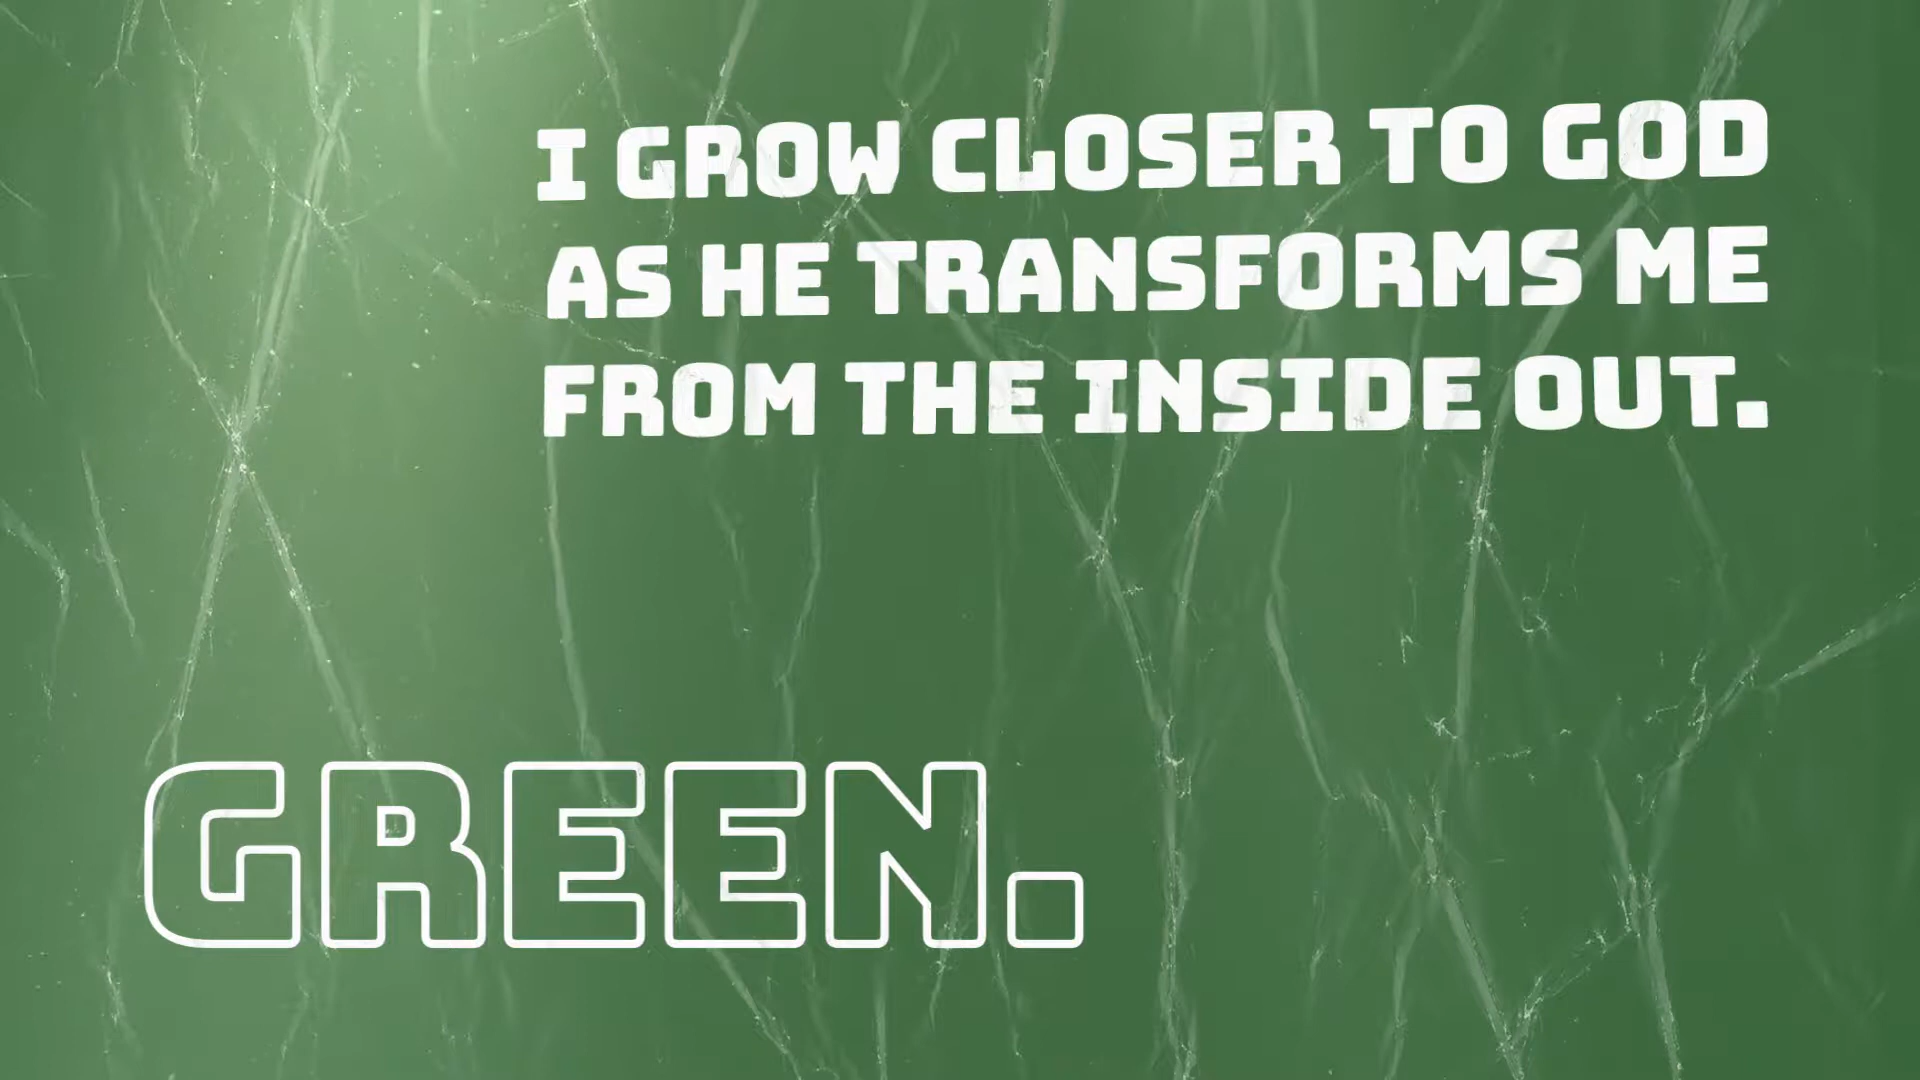 I GROW CLOSER TO GOD
AS HE TRANSFORMS ME
FROM THE INSIDE OUT.
GREEN.